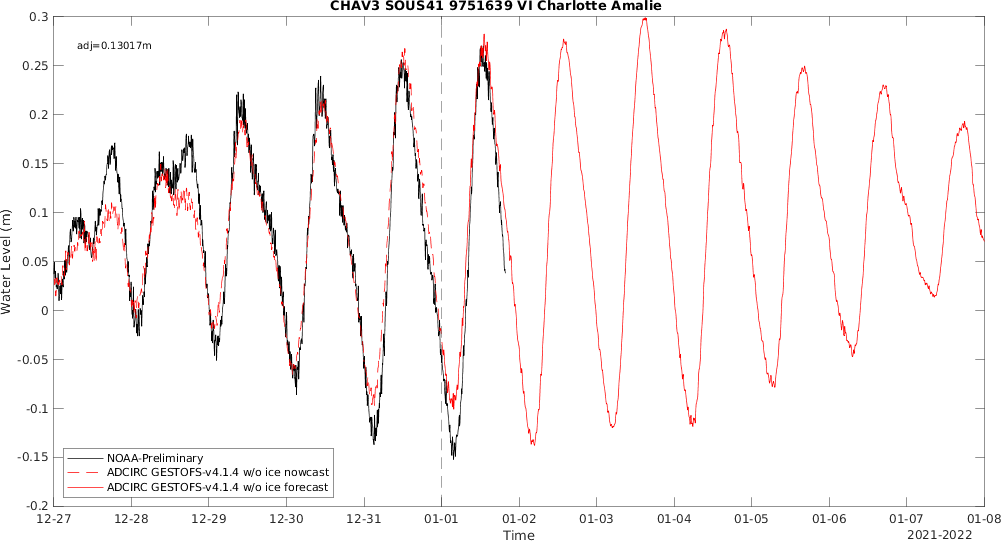 CHAV3 SOUS41 9751639 VI Charlotte Amalie
adj=0.13017m
0.3
0.25
0.2
0.15
0.1
0.05
0
-0.05
-0.1
-0.15
-0.2
Water Level (m)
NOAA-Preliminary
ADCIRC GESTOFS-v4.1.4 w/o ice nowcast
ADCIRC GESTOFS-v4.1.4 w/o ice forecast
12-27 12-28 12-29 12-30 12-31 01-01 01-02 01-03 01-04 01-05 01-06 01-07 01-08
Time
2021-2022